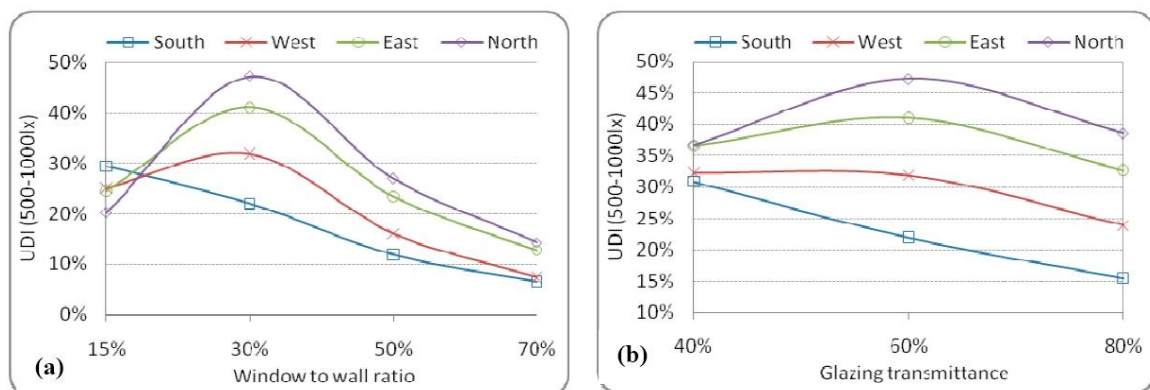 South West East North
UDI (500-1000lx)
50%
40%
30%
20%
10%
0%
15% 30% 50% 70%
(a) Window to wall ratio
South West East North
UDI (500-1000lx)
50%
45%
40%
35%
30%
25%
20%
15%
10%
40% 60% 80%
(b) Glazing transmittance